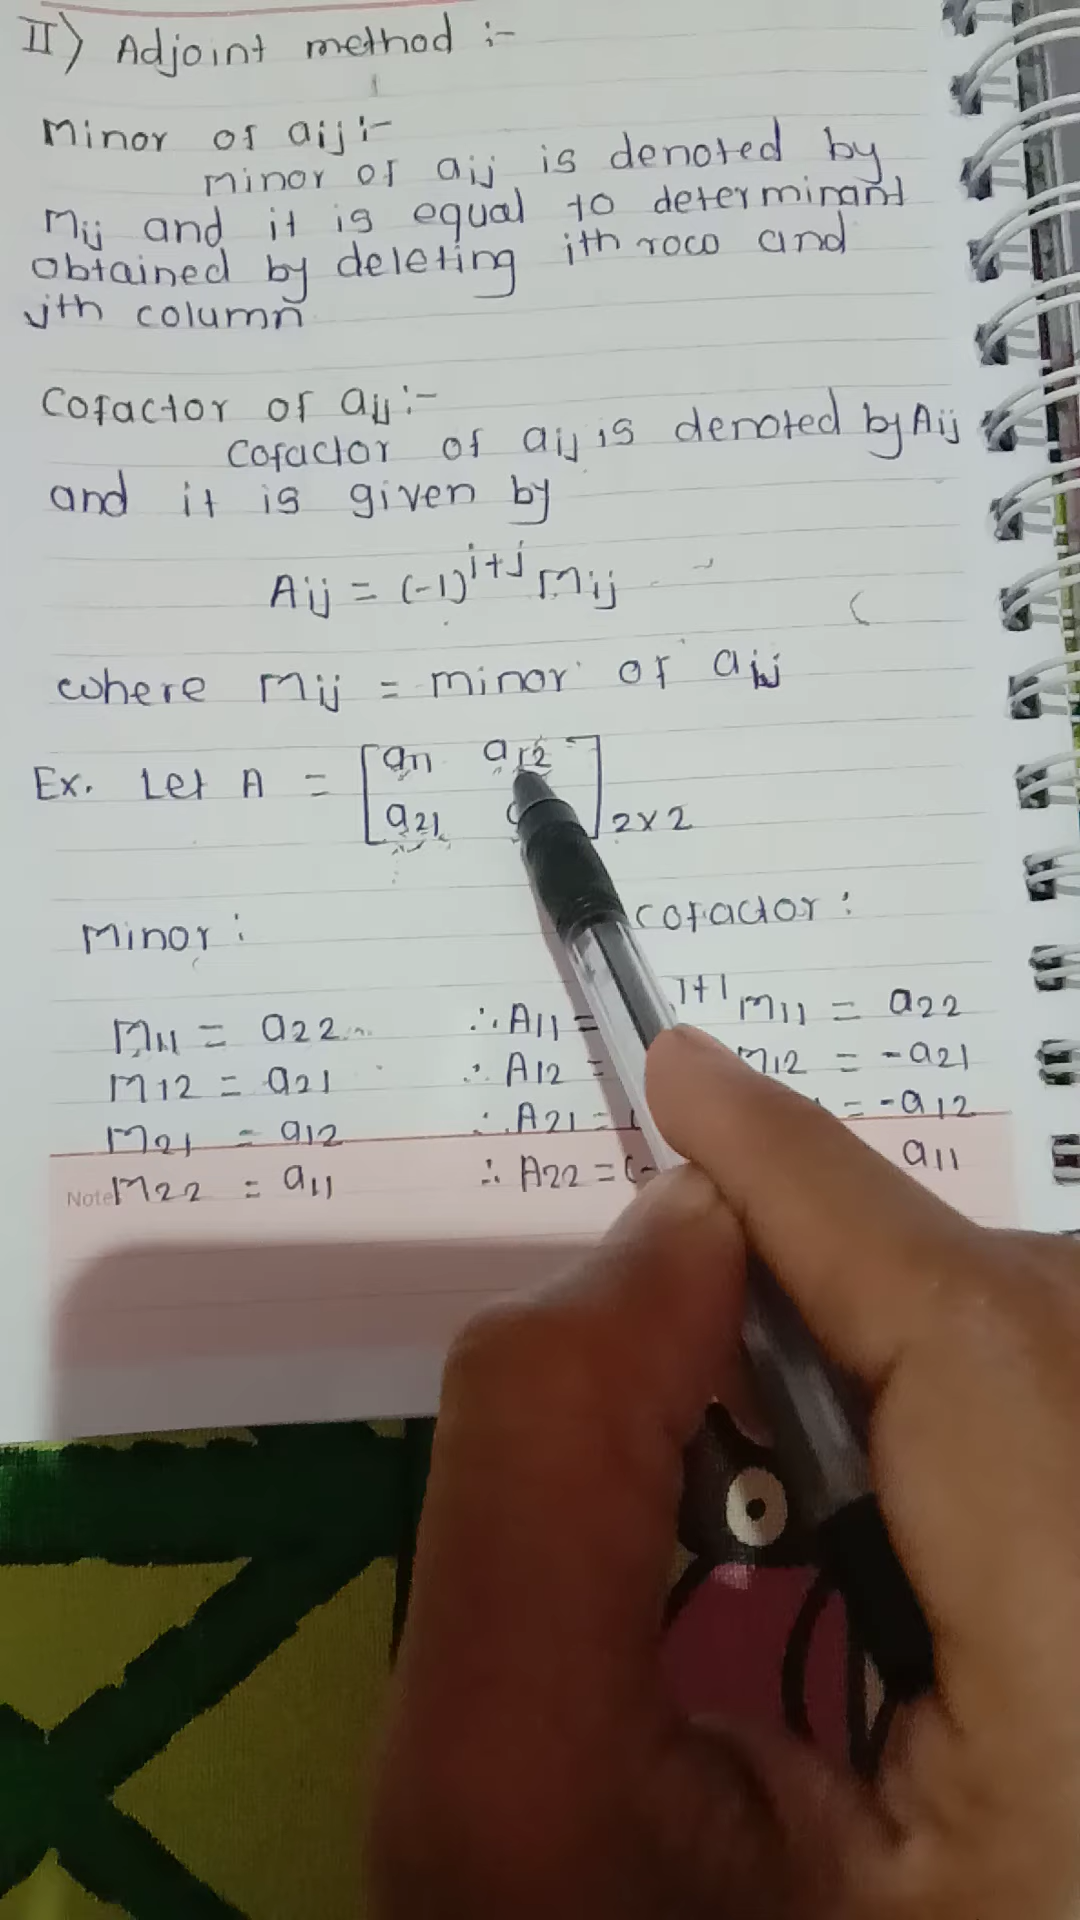 II) Adjoint method :-
Minor of aij :-
Minor of aij is denoted by
Mij and it is equal to determinant
obtained by deleting ith row and
jth column
Cofactor of aij :-
Cofactor of aij is denoted by Aij
and it is given by
Aij = (-1)^i+j Mij
where Mij = minor of aij
Ex. Let A = [a11 a12
a21 ]2x2
Minor : cofactor :
M11 = a22 ∴ A11 = 1+1 M11 = a22
M12 = a21 ∴ A12 = M12 = -a21
M21 = a12 ∴ A21 = ( = -a12
Note M22 = a11 ∴ A22 = (- a11